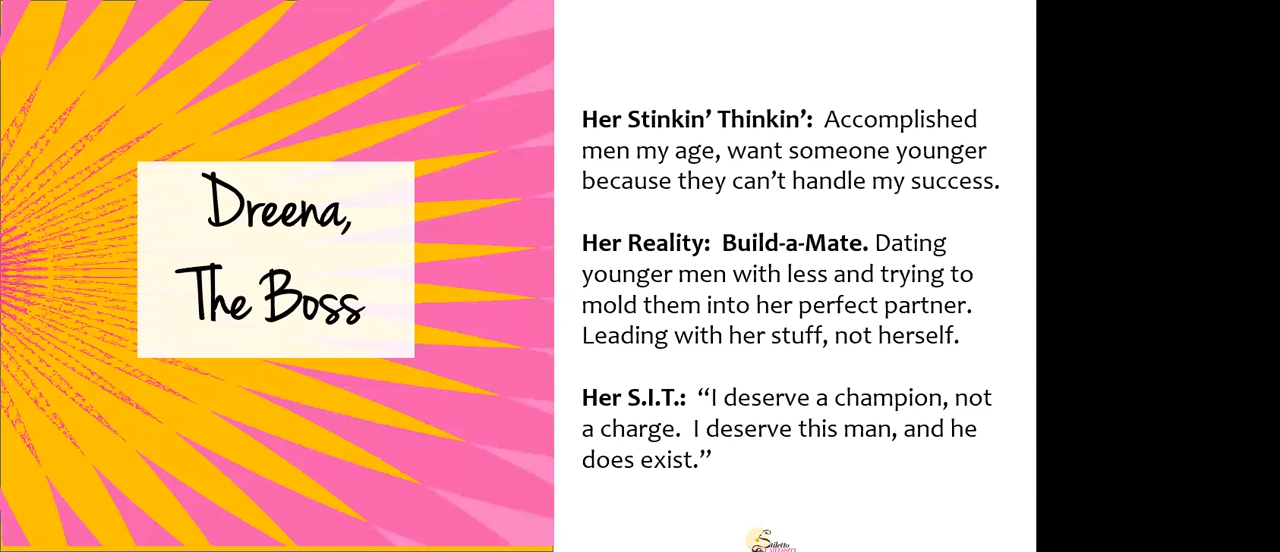 Dreena,
The Boss
Her Stinkin’ Thinkin’:  Accomplished
men my age, want someone younger
because they can’t handle my success.
Her Reality:  Build-a-Mate. Dating
younger men with less and trying to
mold them into her perfect partner.
Leading with her stuff, not herself.
Her S.I.T.:  “I deserve a champion, not
a charge.  I deserve this man, and he
does exist.”
Stiletto